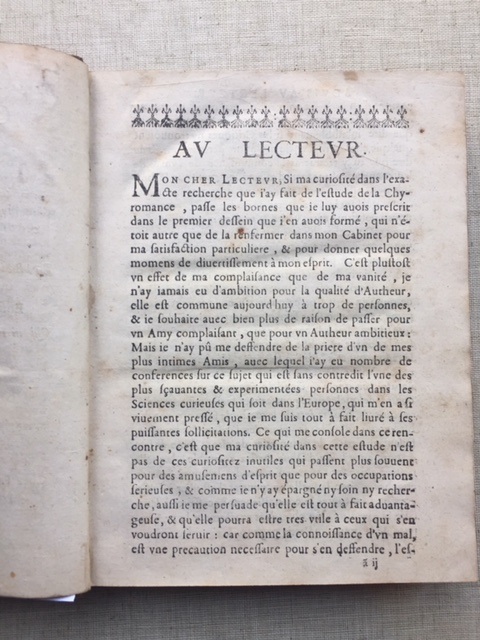 AV LECTEVR.
MON CHER LECTEVR, Si ma curiosité dans l'exa-
cte recherche que i'ay fait de l'estude de la Chy-
romance, passe les bornes que ie luy auois prescrit
dans le premier dessein que i'en auois formé, qui n'é-
toit autre que de la renfermer dans mon Cabinet pour
ma satisfaction particuliere, & pour donner quelques
momens de diuertissement à mon esprit. C'est plustost
vn effet de ma complaisance que de ma vanité, je
n'ay iamais eu d'ambition pour la qualité d'Autheur,
elle est commune aujourd'huy à trop de personnes,
& ie souhaite auec bien plus de raison de passer pour
vn Amy complaisant, que pour vn Autheur ambitieux:
Mais ie n'ay pû me deffendre de la priere d'vn de mes
plus intimes Amis, auec lequel i'ay eu nombre de
conferences sur ce sujet qui est sans contredit l'vne des
plus sçauantes & experimentées personnes dans les
Sciences curieuses qui soit dans l'Europe, qui m'en a si
viuement pressé, que ie me suis tout à fait liuré à ses
puissantes sollicitations. Ce qui me console dans ce ren-
contre, c'est que ma curiosité dans cette estude n'est
pas de ces curiositez inutiles qui passent plus souuent
pour des amusemens d'esprit que pour des occupations
serieuses, & comme ie n'y ay épargné ny soin ny recher-
che, aussi ie me persuade qu'elle est tout à fait aduanta-
geuse, & qu'elle pourra estre tres vtile à ceux qui s'en
voudront seruir : car comme la connoissance d'vn mal,
est vne precaution necessaire pour s'en deffendre, l'es-
ā ij